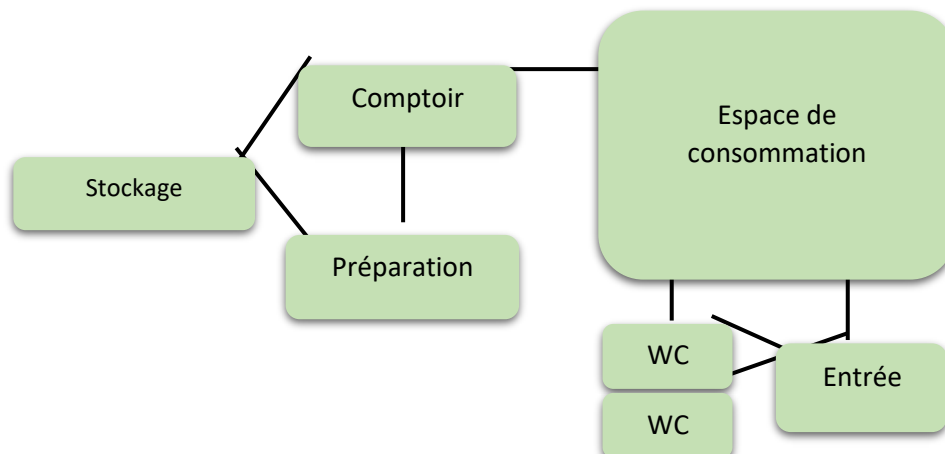 Comptoir
Espace de
consommation
Stockage
Préparation
WC
Entrée
WC